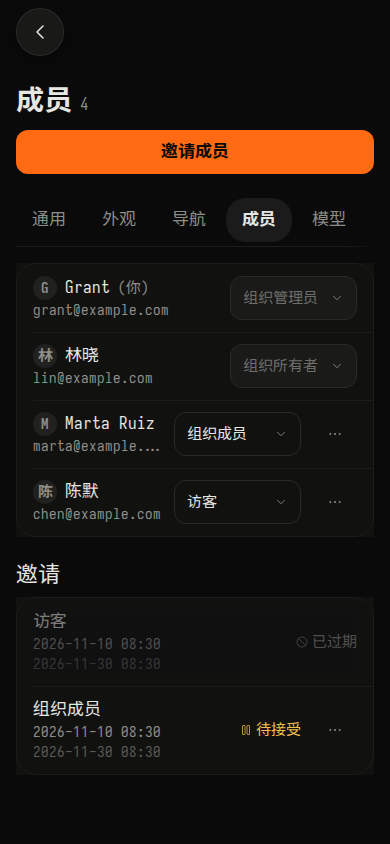 成员 4
邀请成员
通用 外观 导航 成员 模型
G Grant (你) 组织管理员
grant@example.com
林 林晓 组织所有者
lin@example.com
M Marta Ruiz 组织成员 ...
marta@example....
陈 陈默 访客 ...
chen@example.com
邀请
访客
2026-11-10 08:30 已过期
2026-11-30 08:30
组织成员
2026-11-10 08:30 待接受 ...
2026-11-30 08:30